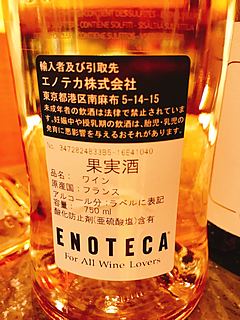 CONTIENT DES SULFITES
輸入者及び引取先
エノテカ株式会社
東京都港区南麻布 5-14-15
未成年者の飲酒は法律で禁止されていま
す。妊娠中や授乳期の飲酒は、胎児・乳児の
発育に悪影響を与えるおそれがあります。
No. 3472824833B5-16E41040
果実酒
品名: ワイン
原産国: フランス
アルコール分: ラベルに表記
容量: 750 ml
酸化防止剤(亜硫酸塩)含有
ENOTECA
For All Wine Lovers